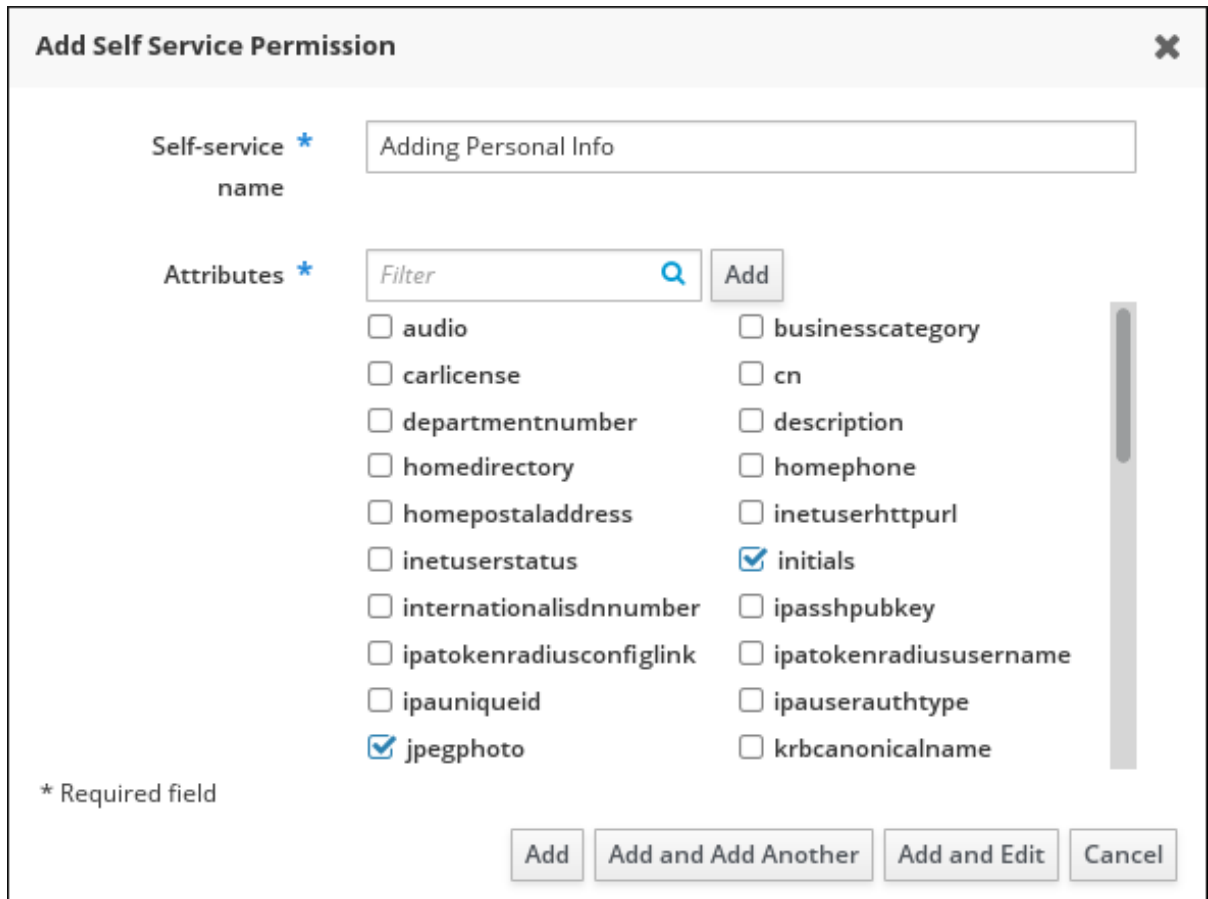 Add Self Service Permission
Self-service *
name
Adding Personal Info
Attributes *
Filter
Add
audio
businesscategory
carlicense
cn
departmentnumber
description
homedirectory
homephone
homepostaladdress
inetuserhttpurl
inetuserstatus
initials
internationalisdnnumber
ipasshpubkey
ipatokenradiusconfiglink
ipatokenradiususername
ipauniqueid
ipauserauthtype
jpegphoto
krbcanonicalname
* Required field
Add
Add and Add Another
Add and Edit
Cancel